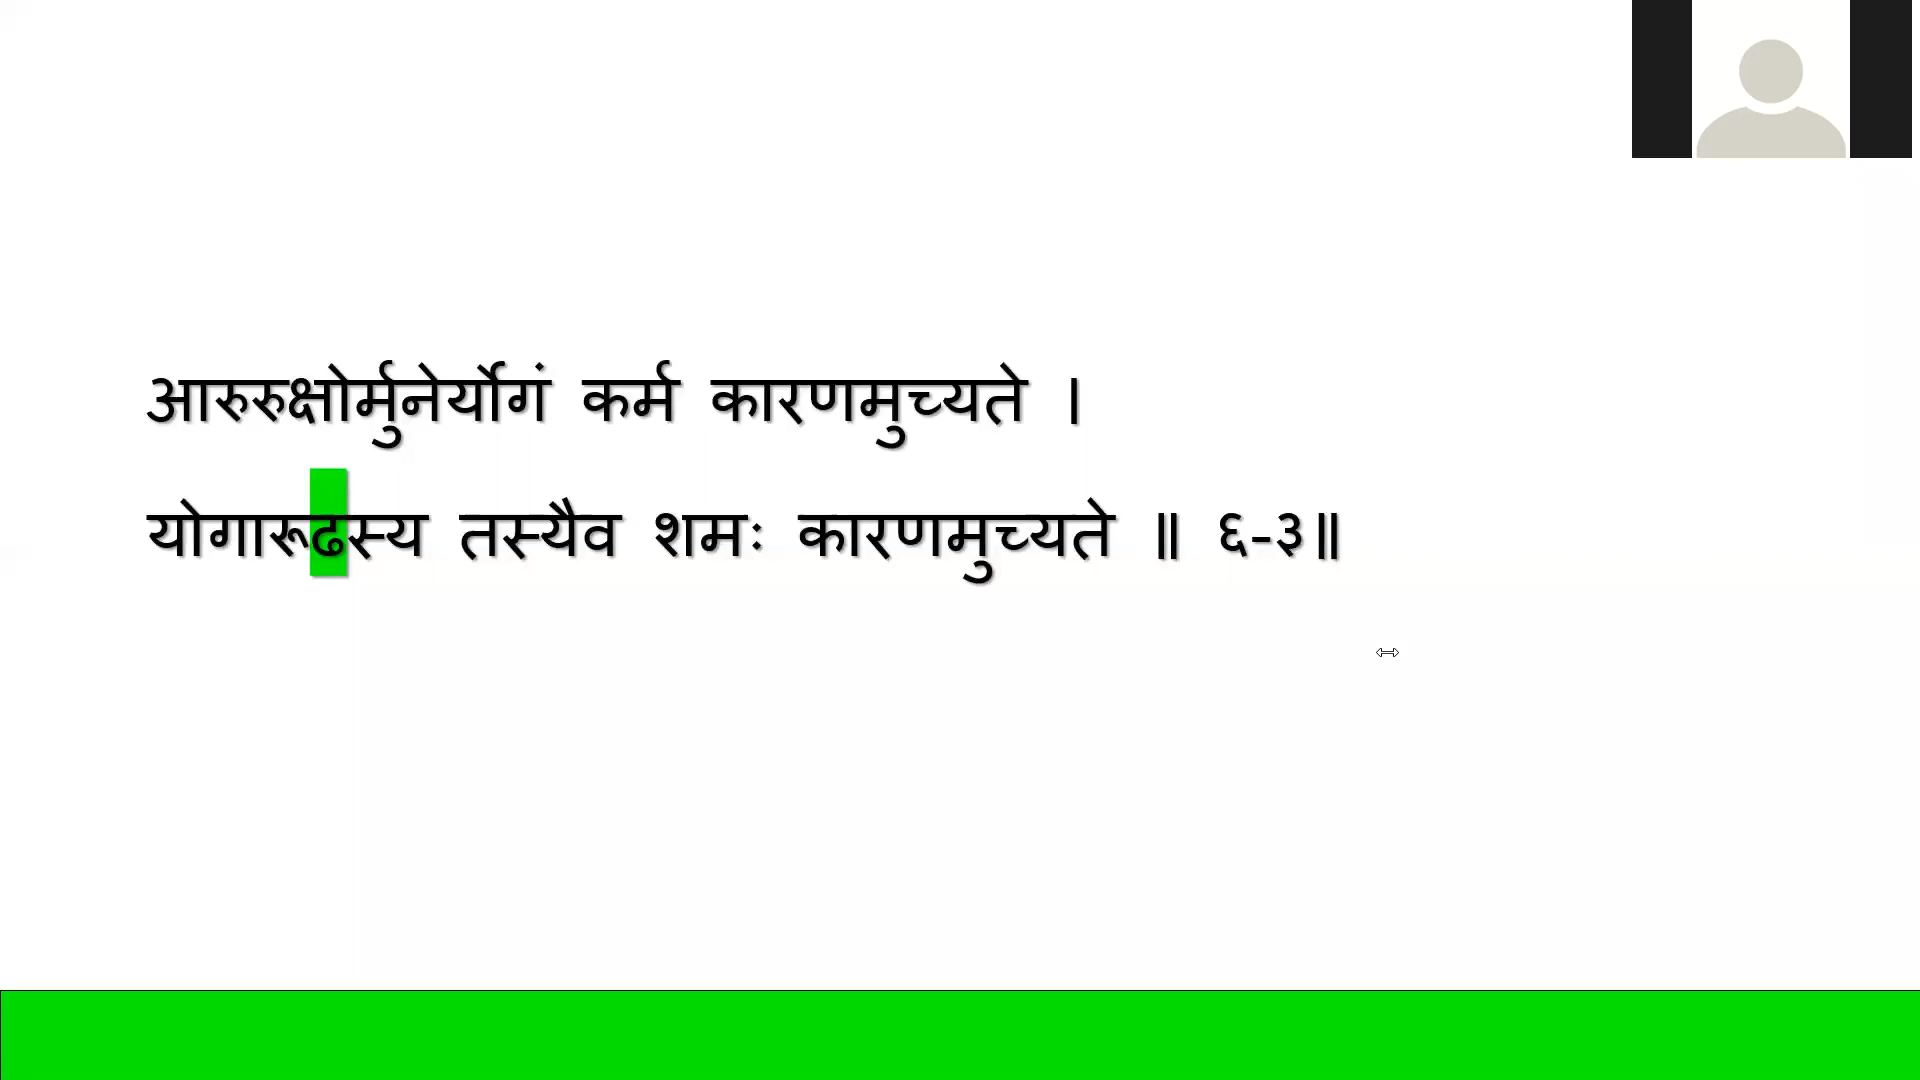 आरुरुक्षोर्मुनेर्योगं कर्म कारणमुच्यते ।
योगारूढस्य तस्यैव शमः कारणमुच्यते ॥ ६-३॥